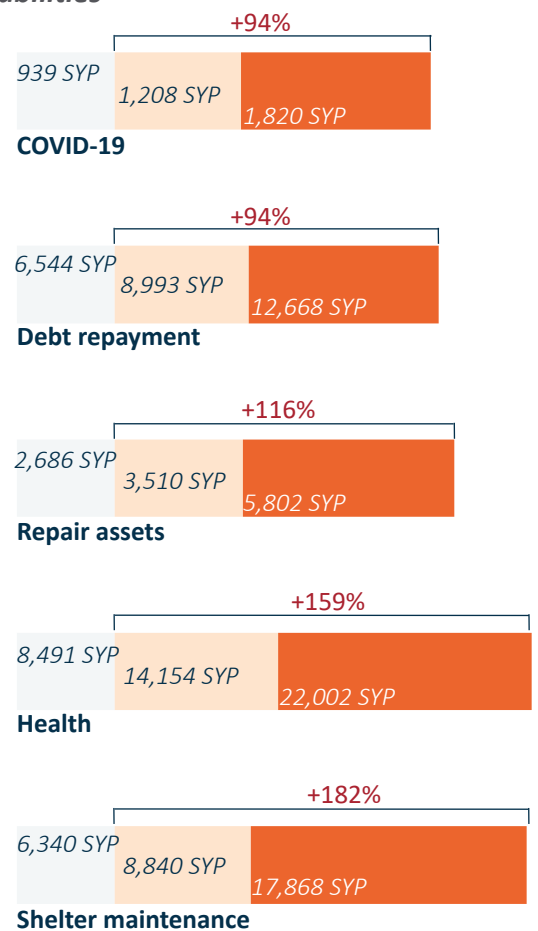 +94%
939 SYP
1,208 SYP
1,820 SYP
COVID-19
+94%
6,544 SYP
8,993 SYP
12,668 SYP
Debt repayment
+116%
2,686 SYP
3,510 SYP
5,802 SYP
Repair assets
+159%
8,491 SYP
14,154 SYP
22,002 SYP
Health
+182%
6,340 SYP
8,840 SYP
17,868 SYP
Shelter maintenance